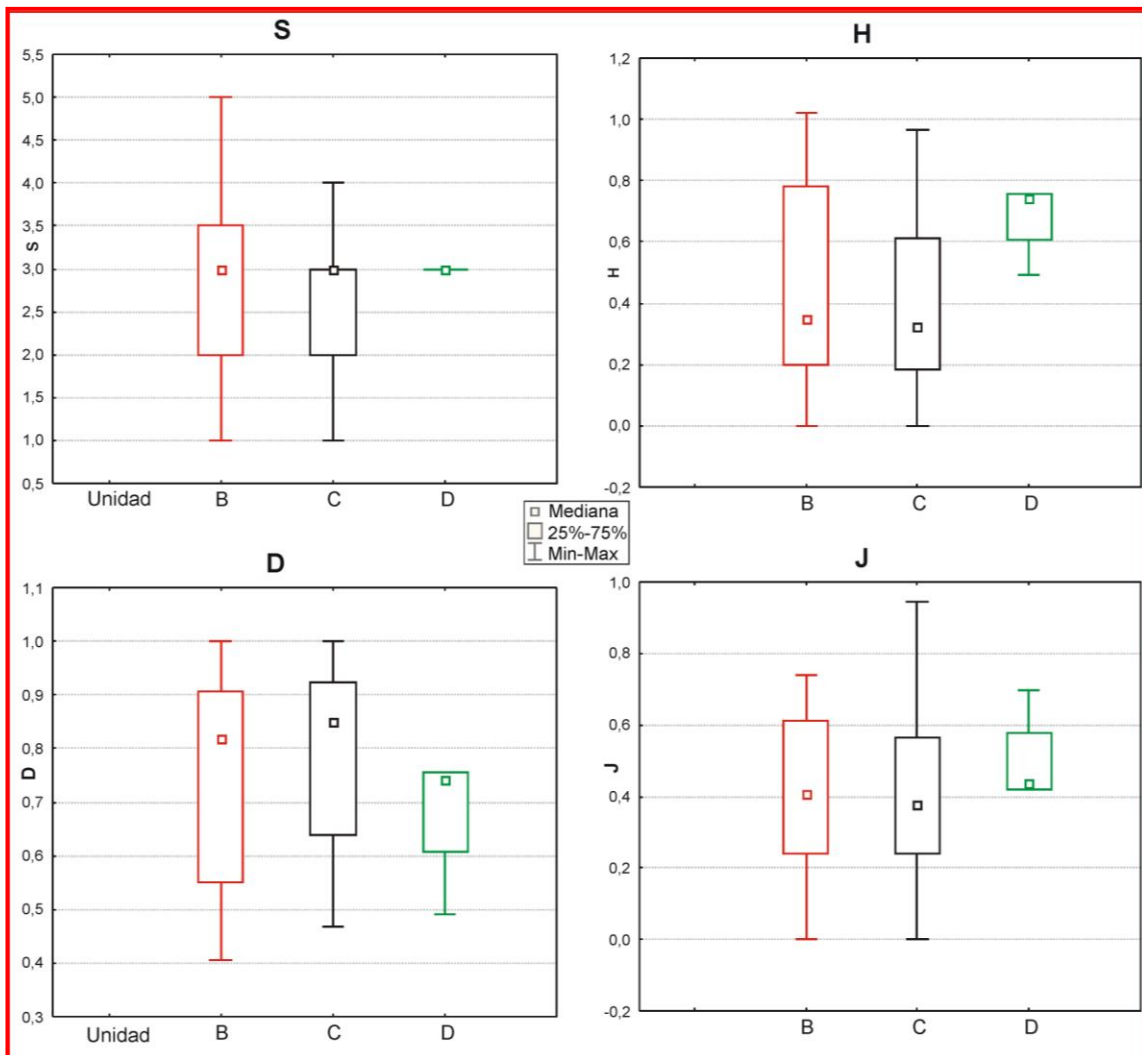 S
5,5
5,0
4,5
4,0
3,5
3,0
2,5
2,0
1,5
1,0
0,5
S
Unidad B C D
H
1,2
1,0
0,8
0,6
0,4
0,2
0,0
-0,2
H
B C D
Mediana
25%-75%
Min-Max
D
1,1
1,0
0,9
0,8
0,7
0,6
0,5
0,4
0,3
D
Unidad B C D
J
1,0
0,8
0,6
0,4
0,2
0,0
-0,2
J
B C D